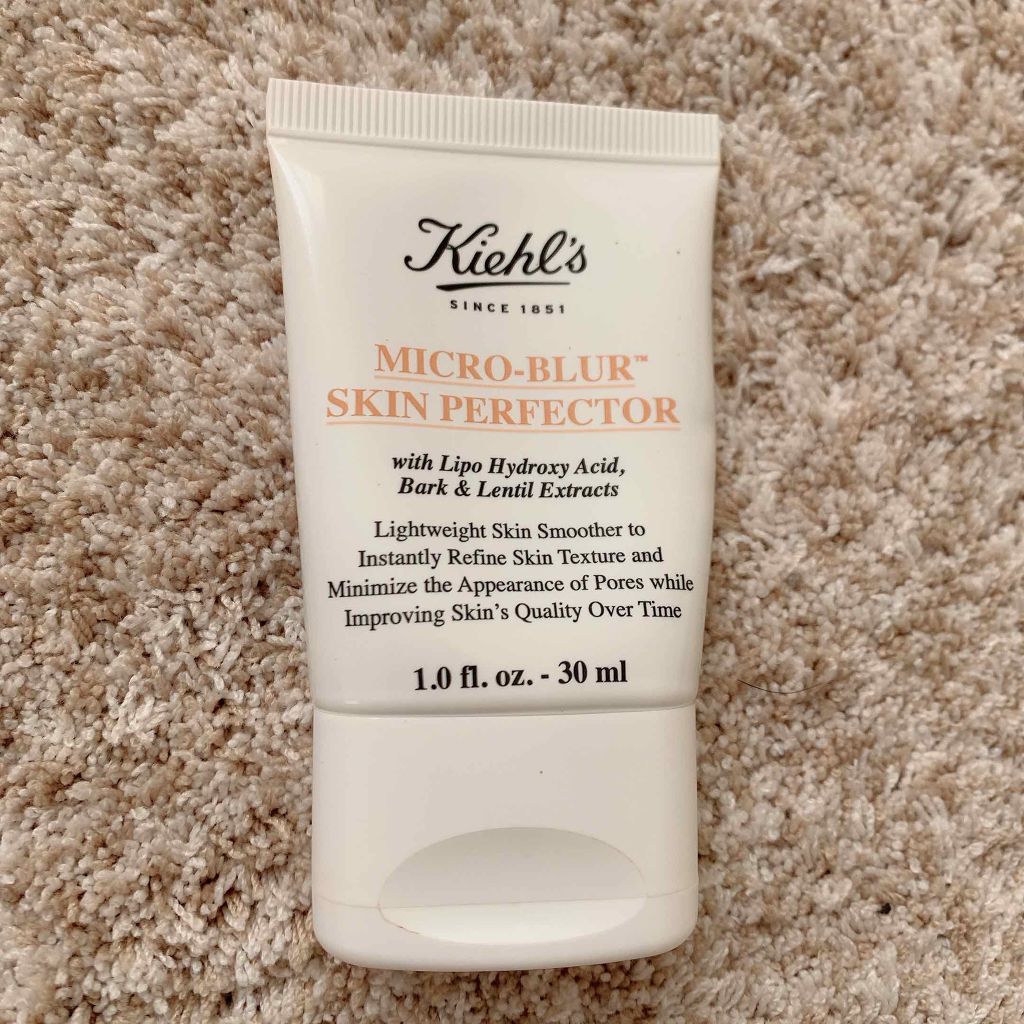 Kiehl's
SINCE 1851
MICRO-BLUR™
SKIN PERFECTOR
with Lipo Hydroxy Acid,
Bark & Lentil Extracts
Lightweight Skin Smoother to
Instantly Refine Skin Texture and
Minimize the Appearance of Pores while
Improving Skin's Quality Over Time
1.0 fl. oz. - 30 ml